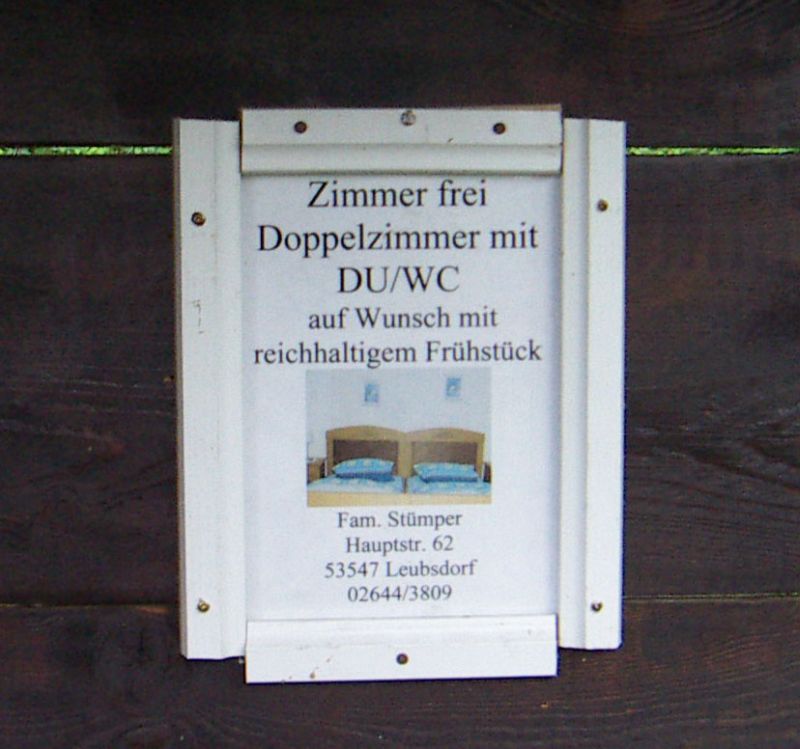 Zimmer frei
Doppelzimmer mit
DU/WC
auf Wunsch mit
reichhaltigem Frühstück
Fam. Stümper
Hauptstr. 62
53547 Leubsdorf
02644/3809